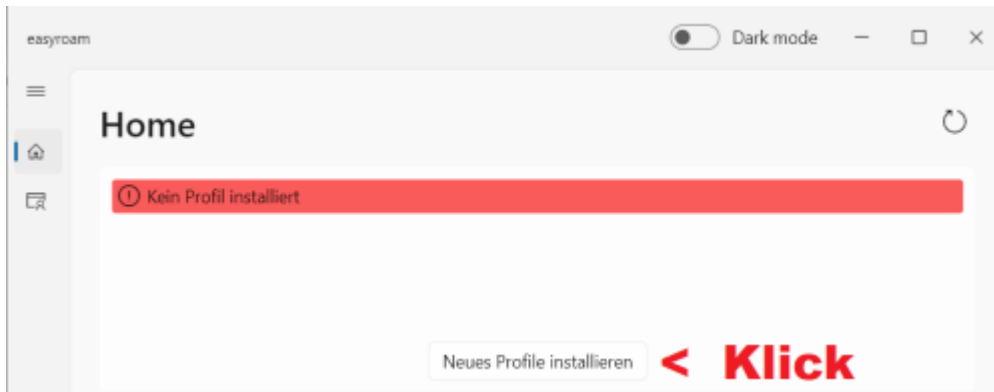 easyroam
Dark mode
Home
Kein Profil installiert
Neues Profile installieren < Klick